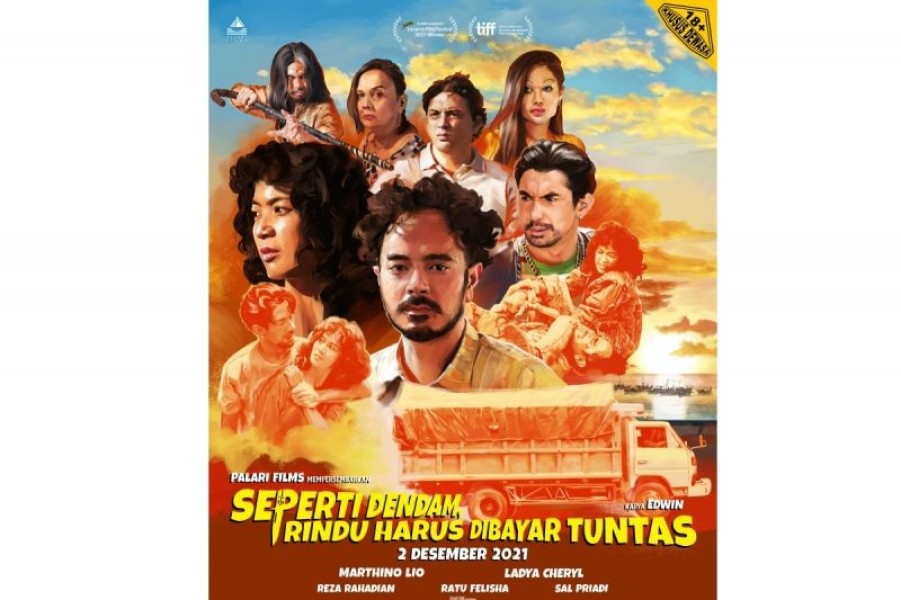 tiff
18+
KHUSUS DEWASA
PALARI FILMS MEMPERSEMBAHKAN
SEPERTI DENDAM,
RINDU HARUS DIBAYAR TUNTAS
KARYA EDWIN
2 DESEMBER 2021
MARTHINO LIO LADYA CHERYL
REZA RAHADIAN RATU FELISHA SAL PRIADI